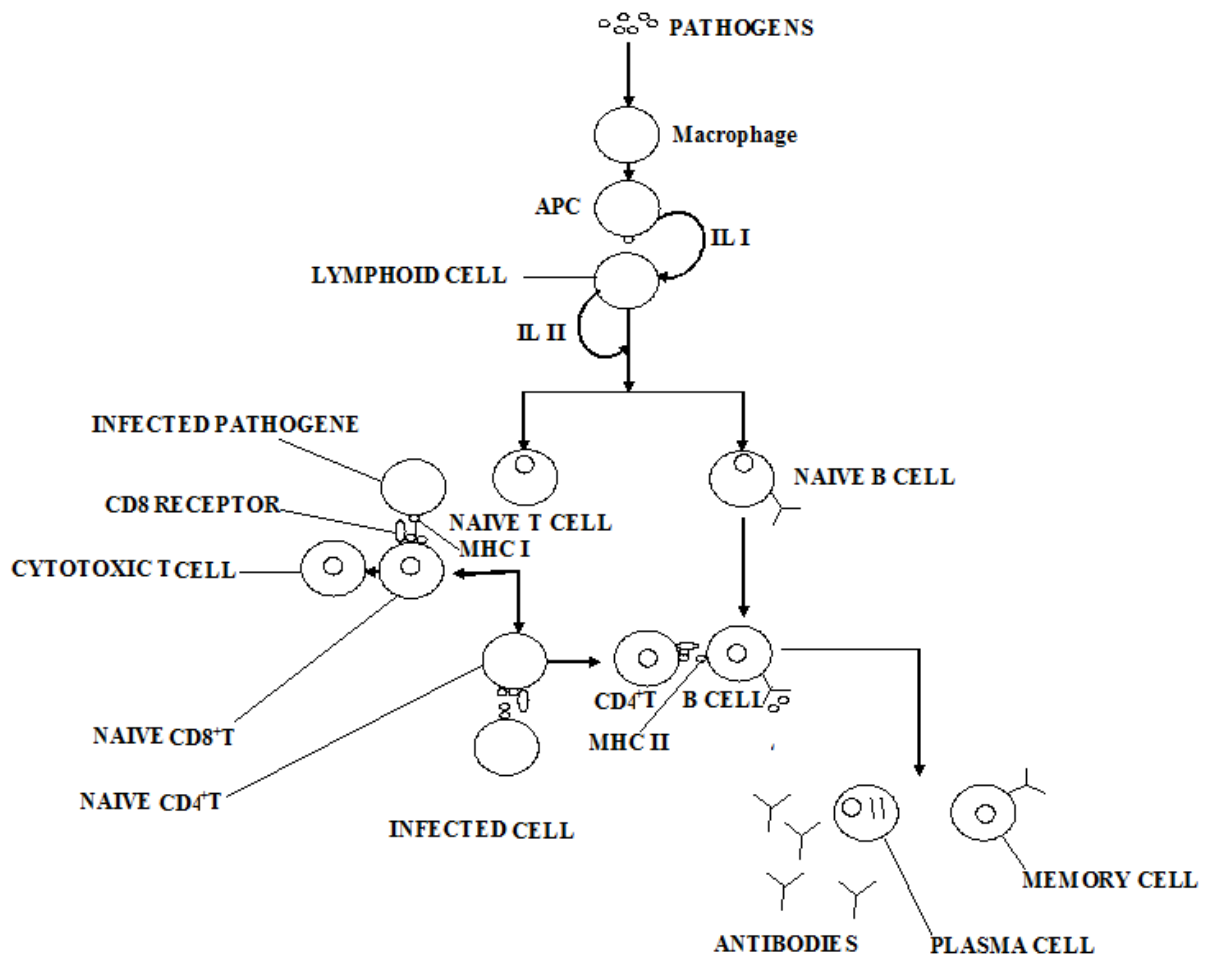 PATHOGENS
Macrophage
APC
IL I
LYMPHOID CELL
IL II
INFECTED PATHOGENE
NAIVE B CELL
CD8 RECEPTOR
NAIVE T CELL
MHC I
CYTOTOXIC T CELL
CD4⁺T
B CELL
NAIVE CD8⁺T
MHC II
NAIVE CD4⁺T
INFECTED CELL
MEMORY CELL
ANTIBODIES
PLASMA CELL